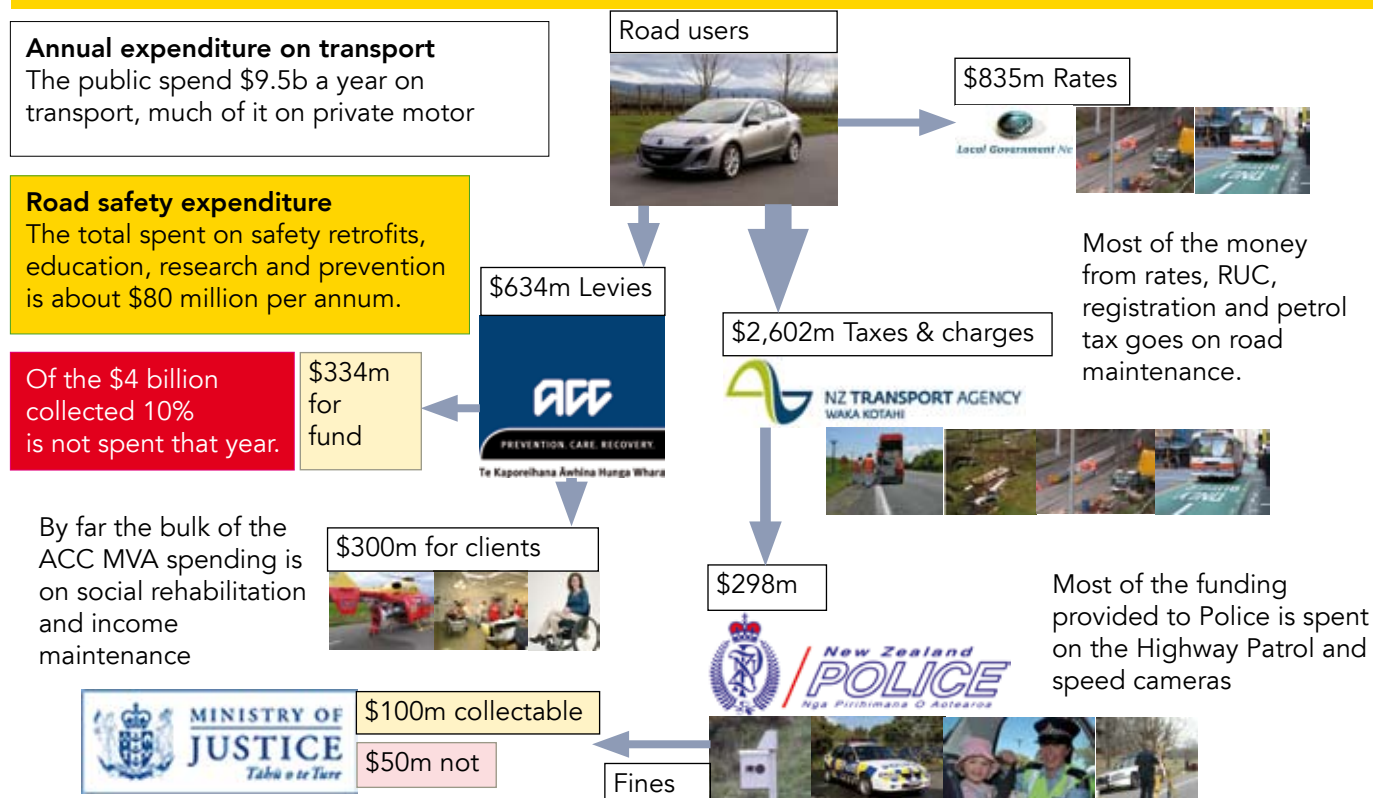 Annual expenditure on transport
The public spend $9.5b a year on
transport, much of it on private motor
Road users
$835m Rates
Local Government Ne
Road safety expenditure
The total spent on safety retrofits,
education, research and prevention
is about $80 million per annum.
$634m Levies
$2,602m Taxes & charges
Most of the money
from rates, RUC,
registration and petrol
tax goes on road
maintenance.
Of the $4 billion
collected 10%
is not spent that year.
$334m
for
fund
ACC
PREVENTION. CARE. RECOVERY.
Te Kaporeihana Āwhina Hunga Whara
NZ TRANSPORT AGENCY
WAKA KOTAHI
By far the bulk of the
ACC MVA spending is
on social rehabilitation
and income
maintenance
$300m for clients
$298m
New Zealand
POLICE
Nga Pirihimana O Aotearoa
Most of the funding
provided to Police is spent
on the Highway Patrol and
speed cameras
MINISTRY OF
JUSTICE
Tāhū o te Ture
$100m collectable
$50m not
Fines